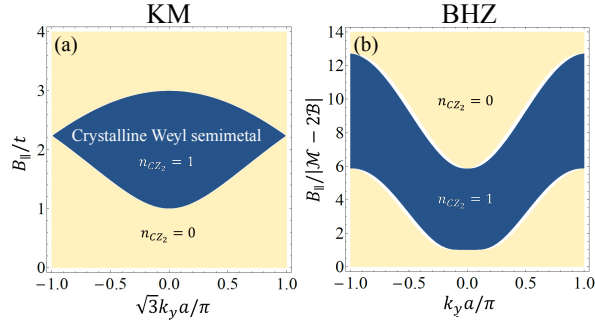 KM
(a)
4
3
2
1
0
B∥/t
Crystalline Weyl semimetal
n_{CZ₂} = 1
n_{CZ₂} = 0
-1.0 -0.5 0.0 0.5 1.0
√3k_y a/π
BHZ
(b)
14
12
10
8
6
4
2
0
B∥/|ℳ − 2ℬ|
n_{CZ₂} = 0
n_{CZ₂} = 1
-1.0 -0.5 0.0 0.5 1.0
k_y a/π